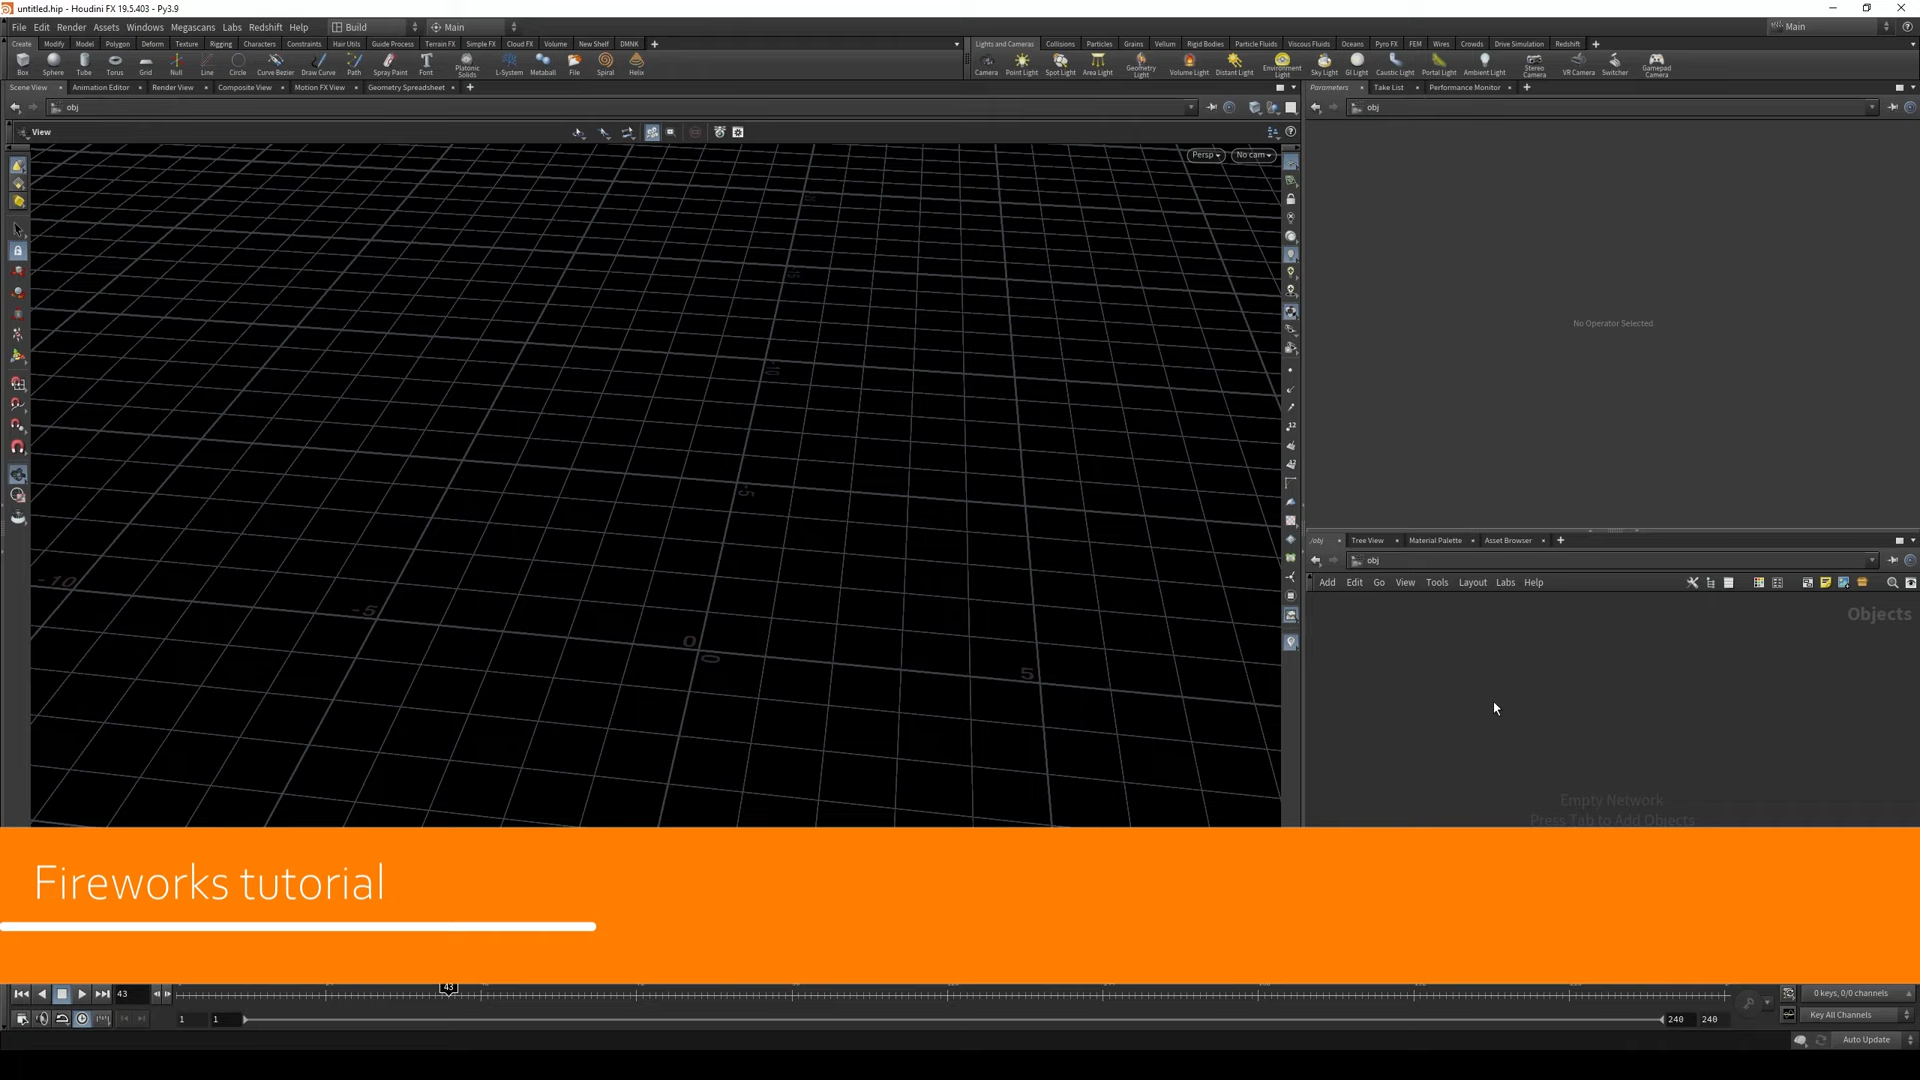 untitled.hip - Houdini FX 19.5.403 - Py3.9
File Edit Render Assets Windows Megascans Labs Redshift Help Build Main Main
Create Modify Model Polygon Deform Texture Rigging Characters Constraints Hair Utils Guide Process Terrain FX Simple FX Cloud FX Volume New Shelf DMNK Lights and Cameras Collisions Particles Grains Vellum Rigid Bodies Particle Fluids Viscous Fluids Oceans Pyro FX FEM Wires Crowds Drive Simulation Redshift
Box Sphere Tube Torus Grid Null Line Circle Curve Bezier Draw Curve Path Spray Paint Font Platonic Solids L-System Metaball File Spiral Helix Camera Point Light Spot Light Area Light Geometry Light Volume Light Distant Light Environment Light Sky Light GI Light Caustic Light Portal Light Ambient Light Stereo Camera VR Camera Switcher Gamepad Camera
Scene View Animation Editor Render View Composite View Motion FX View Geometry Spreadsheet Parameters Take List Performance Monitor
obj obj
View
Persp No cam
No Operator Selected
10
5
/obj Tree View Material Palette Asset Browser
obj
Add Edit Go View Tools Layout Labs Help
-10 -5 0 0 5
Objects
Empty Network
Press Tab to Add Objects
Fireworks tutorial
43 43 0 keys, 0/0 channels
1 1 240 240 Key All Channels
Auto Update